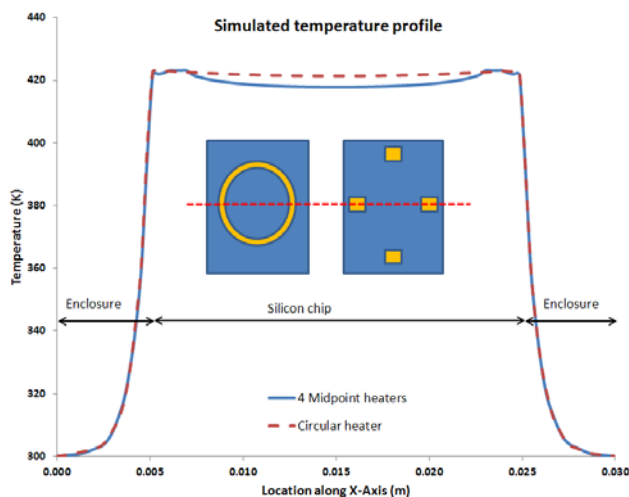 Simulated temperature profile
440
420
400
380
360
340
320
300
Temperature (K)
Enclosure
Silicon chip
Enclosure
4 Midpoint heaters
Circular heater
0.000
0.005
0.010
0.015
0.020
0.025
0.030
Location along X-Axis (m)